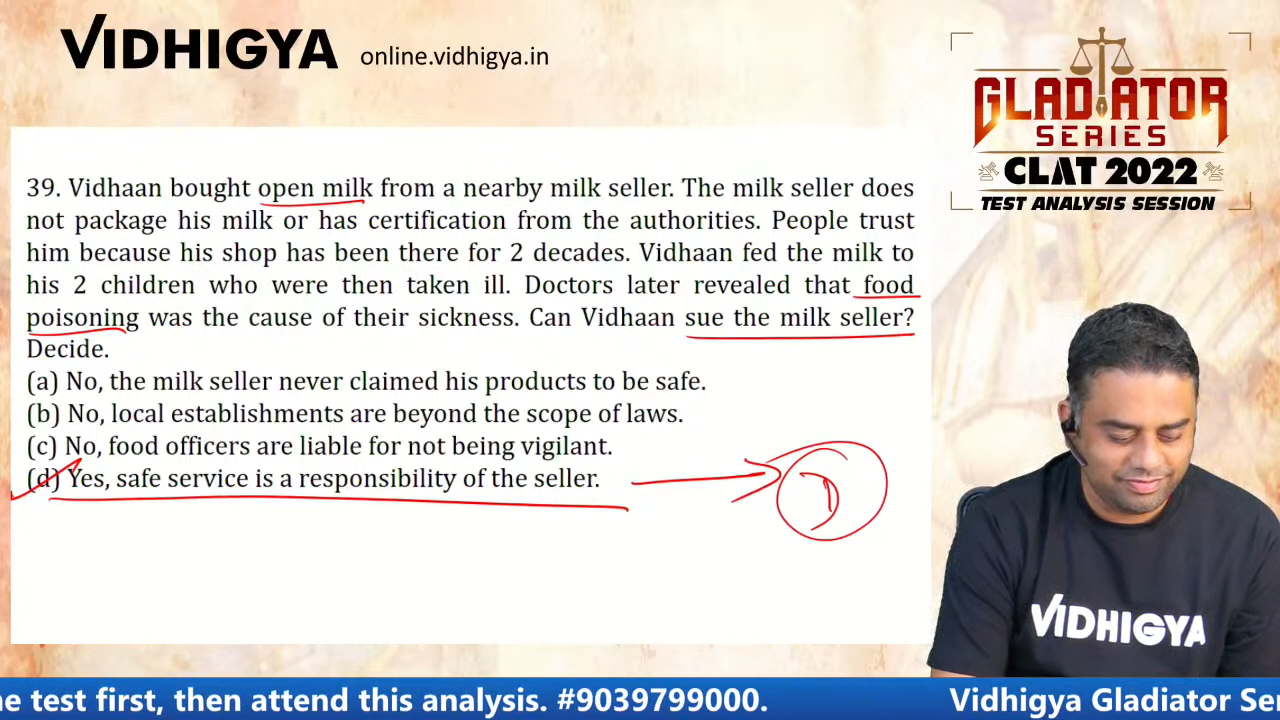 VIDHIGYA online.vidhigya.in
GLADIATOR
SERIES
CLAT 2022
TEST ANALYSIS SESSION
39. Vidhaan bought open milk from a nearby milk seller. The milk seller does
not package his milk or has certification from the authorities. People trust
him because his shop has been there for 2 decades. Vidhaan fed the milk to
his 2 children who were then taken ill. Doctors later revealed that food
poisoning was the cause of their sickness. Can Vidhaan sue the milk seller?
Decide.
(a) No, the milk seller never claimed his products to be safe.
(b) No, local establishments are beyond the scope of laws.
(c) No, food officers are liable for not being vigilant.
(d) Yes, safe service is a responsibility of the seller.
D
VIDHIGYA
he test first, then attend this analysis. #9039799000. Vidhigya Gladiator Ser